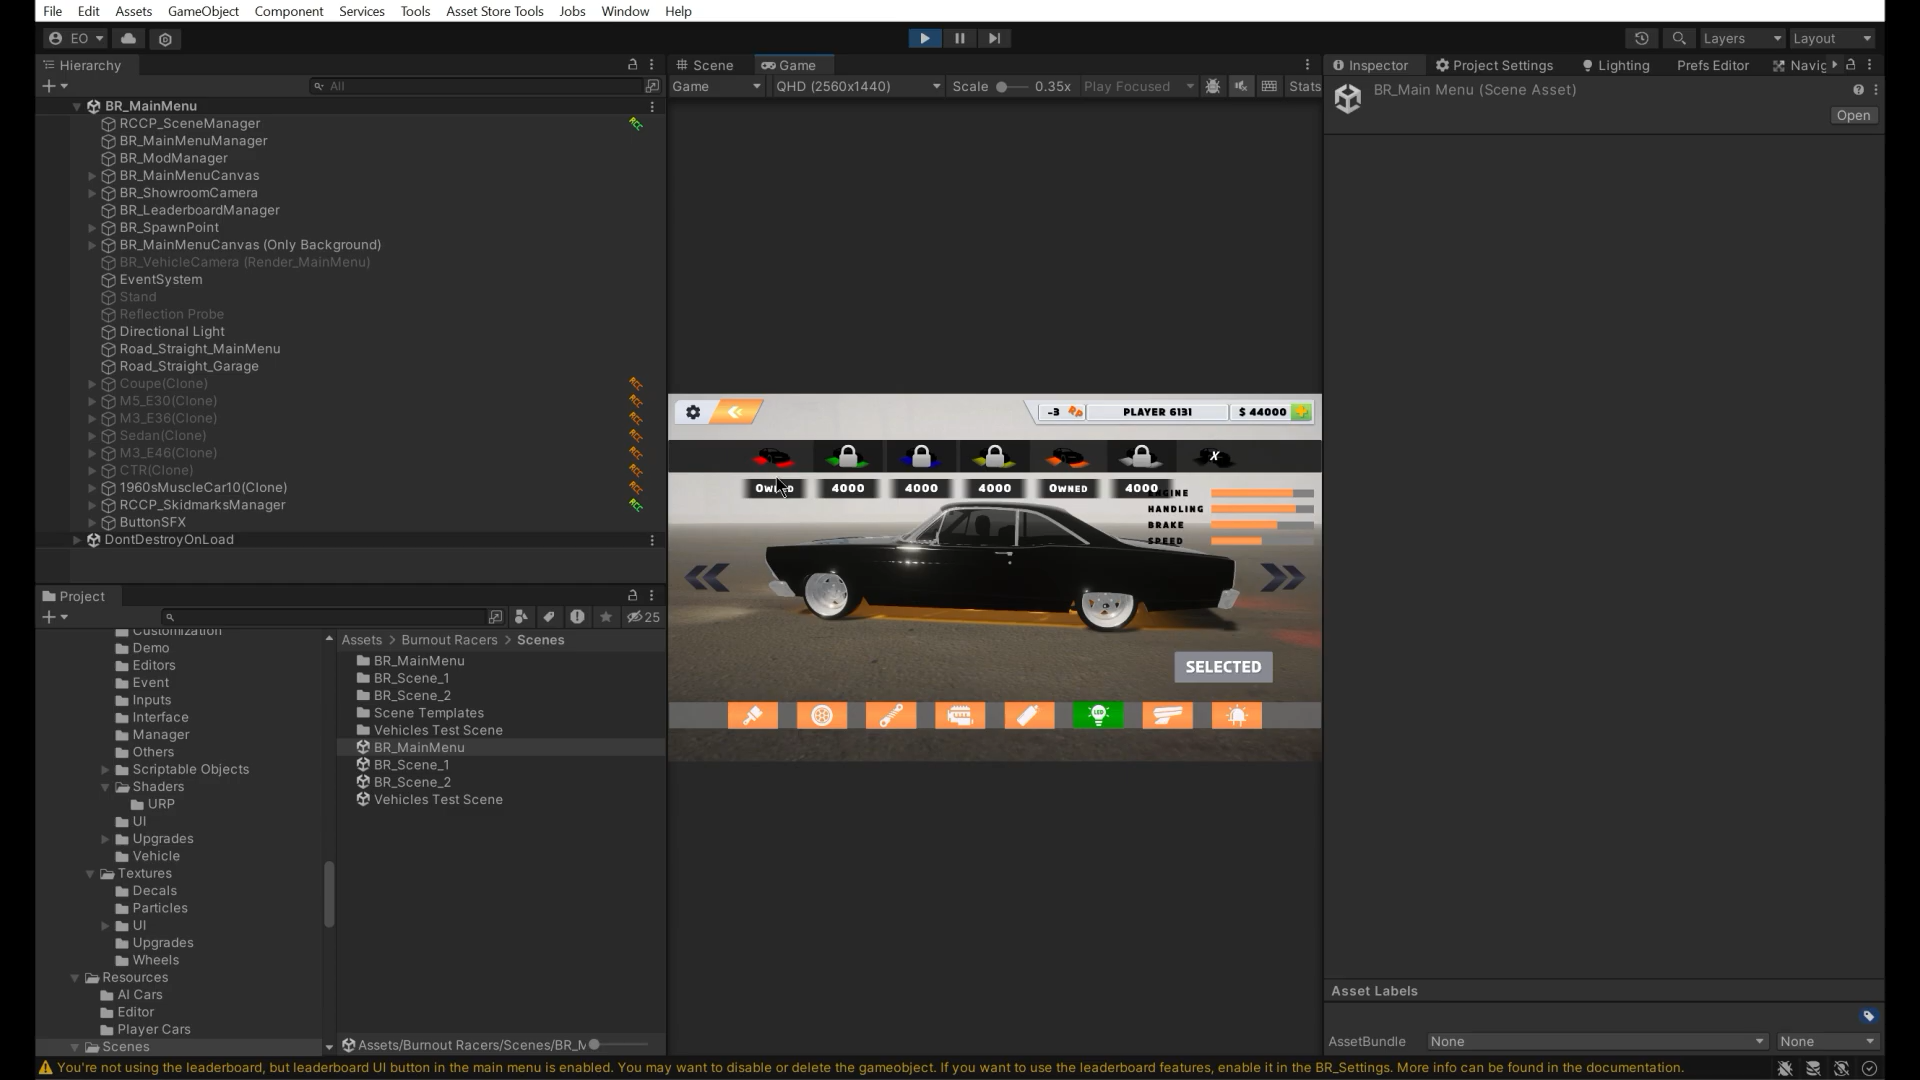 File Edit Assets GameObject Component Services Tools Asset Store Tools Jobs Window Help
EO Layers Layout
Hierarchy
All
BR_MainMenu
RCCP_SceneManager
BR_MainMenuManager
BR_ModManager
BR_MainMenuCanvas
BR_ShowroomCamera
BR_LeaderboardManager
BR_SpawnPoint
BR_MainMenuCanvas (Only Background)
BR_VehicleCamera (Render_MainMenu)
EventSystem
Stand
Reflection Probe
Directional Light
Road_Straight_MainMenu
Road_Straight_Garage
Coupe(Clone)
M5_E30(Clone)
M3_E36(Clone)
Sedan(Clone)
M3_E46(Clone)
CTR(Clone)
1960sMuscleCar10(Clone)
RCCP_SkidmarksManager
ButtonSFX
DontDestroyOnLoad
Project
25
Customization
Demo
Editors
Event
Inputs
Interface
Manager
Others
Scriptable Objects
Shaders
URP
UI
Upgrades
Vehicle
Textures
Decals
Particles
UI
Upgrades
Wheels
Resources
AI Cars
Editor
Player Cars
Scenes
Assets > Burnout Racers > Scenes
BR_MainMenu
BR_Scene_1
BR_Scene_2
Scene Templates
Vehicles Test Scene
BR_MainMenu
BR_Scene_1
BR_Scene_2
Vehicles Test Scene
Assets/Burnout Racers/Scenes/BR_M
Scene Game
Game QHD (2560x1440) Scale 0.35x Play Focused Stats
-3 PLAYER 6131 $ 44000
X
4000 4000 4000 OWNED 4000
HANDLING
BRAKE
SPEED
SELECTED
LED
Inspector Project Settings Lighting Prefs Editor Navig
BR_Main Menu (Scene Asset)
Open
Asset Labels
AssetBundle None None
You're not using the leaderboard, but leaderboard UI button in the main menu is enabled. You may want to disable or delete the gameobject. If you want to use the leaderboard features, enable it in the BR_Settings. More info can be found in the documentation.